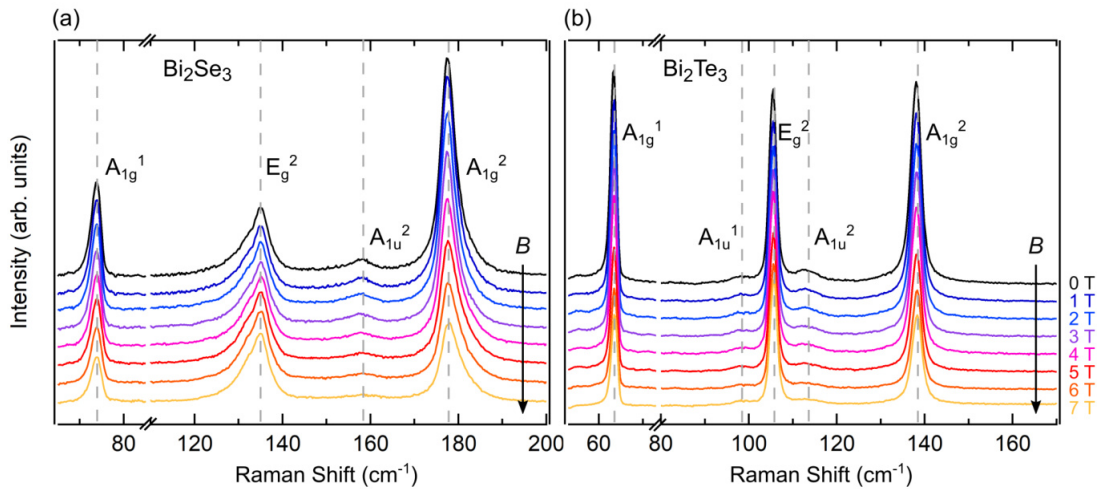 (a)
(b)
Bi₂Se₃
Bi₂Te₃
A₁g¹
E_g²
A₁u²
A₁g²
B
A₁g¹
A₁u¹
E_g²
A₁u²
A₁g²
B
0 T
1 T
2 T
3 T
4 T
5 T
6 T
7 T
Intensity (arb. units)
80 120 140 160 180 200
60 80 100 120 140 160
Raman Shift (cm⁻¹)
Raman Shift (cm⁻¹)